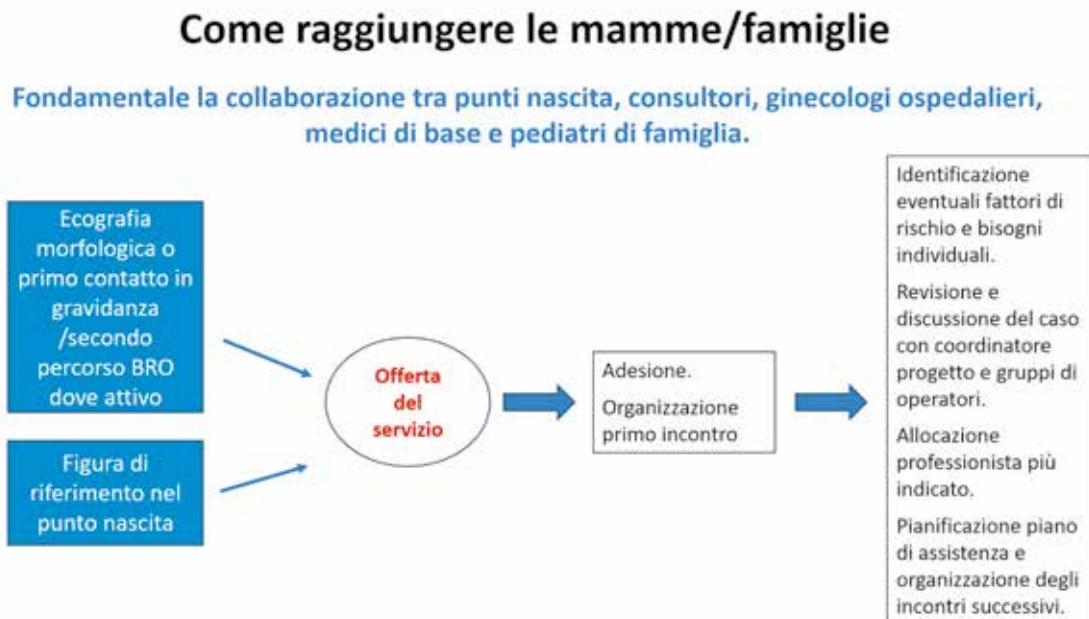 Come raggiungere le mamme/famiglie
Fondamentale la collaborazione tra punti nascita, consultori, ginecologi ospedalieri,
medici di base e pediatri di famiglia.
Ecografia
morfologica o
primo contatto in
gravidanza
/secondo
percorso BRO
dove attivo
Figura di
riferimento nel
punto nascita
Offerta
del
servizio
Adesione.
Organizzazione
primo incontro
Identificazione
eventuali fattori di
rischio e bisogni
individuali.
Revisione e
discussione del caso
con coordinatore
progetto e gruppi di
operatori.
Allocazione
professionista più
indicato.
Pianificazione piano
di assistenza e
organizzazione degli
incontri successivi.